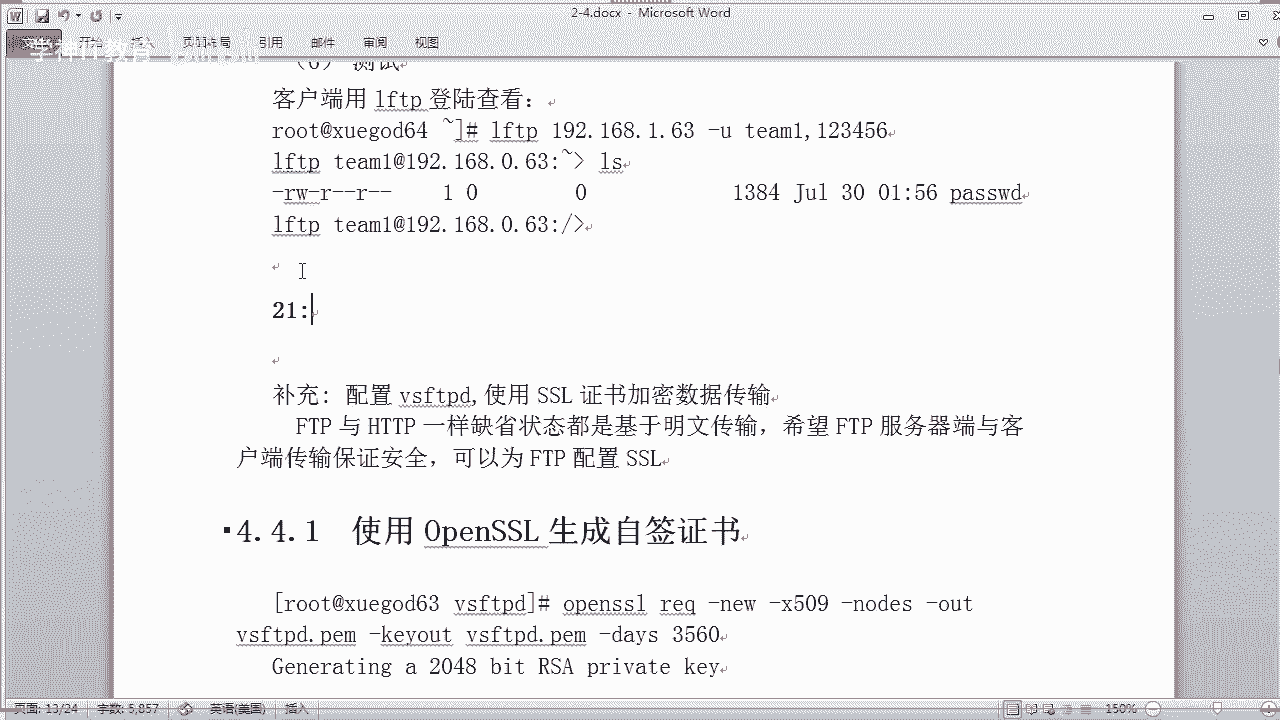 2-4.docx - Microsoft Word
学神IT教育
引用 邮件 审阅 视图
(6) 测试
客户端用 lftp 登陆查看：
root@xuegod64 ~]# lftp 192.168.1.63 -u team1,123456
lftp team1@192.168.0.63:~> ls
-rw-r--r-- 1 0 0 1384 Jul 30 01:56 passwd
lftp team1@192.168.0.63:/>
21:
补充: 配置 vsftpd,使用 SSL 证书加密数据传输
FTP 与 HTTP 一样缺省状态都是基于明文传输，希望 FTP 服务器端与客
户端传输保证安全，可以为 FTP 配置 SSL
4.4.1 使用 OpenSSL 生成自签证书
[root@xuegod63 vsftpd]# openssl req -new -x509 -nodes -out
vsftpd.pem -keyout vsftpd.pem -days 3560
Generating a 2048 bit RSA private key
页面: 13/24 字数: 5,857 英语(美国) 插入 150%